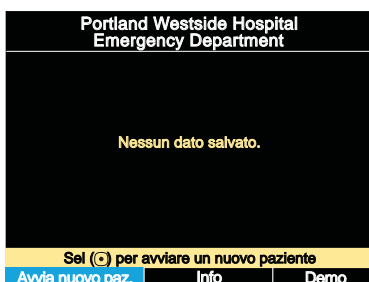 Portland Westside Hospital
Emergency Department
Nessun dato salvato.
Sel (⊙) per avviare un nuovo paziente
Avvia nuovo paz. Info Demo